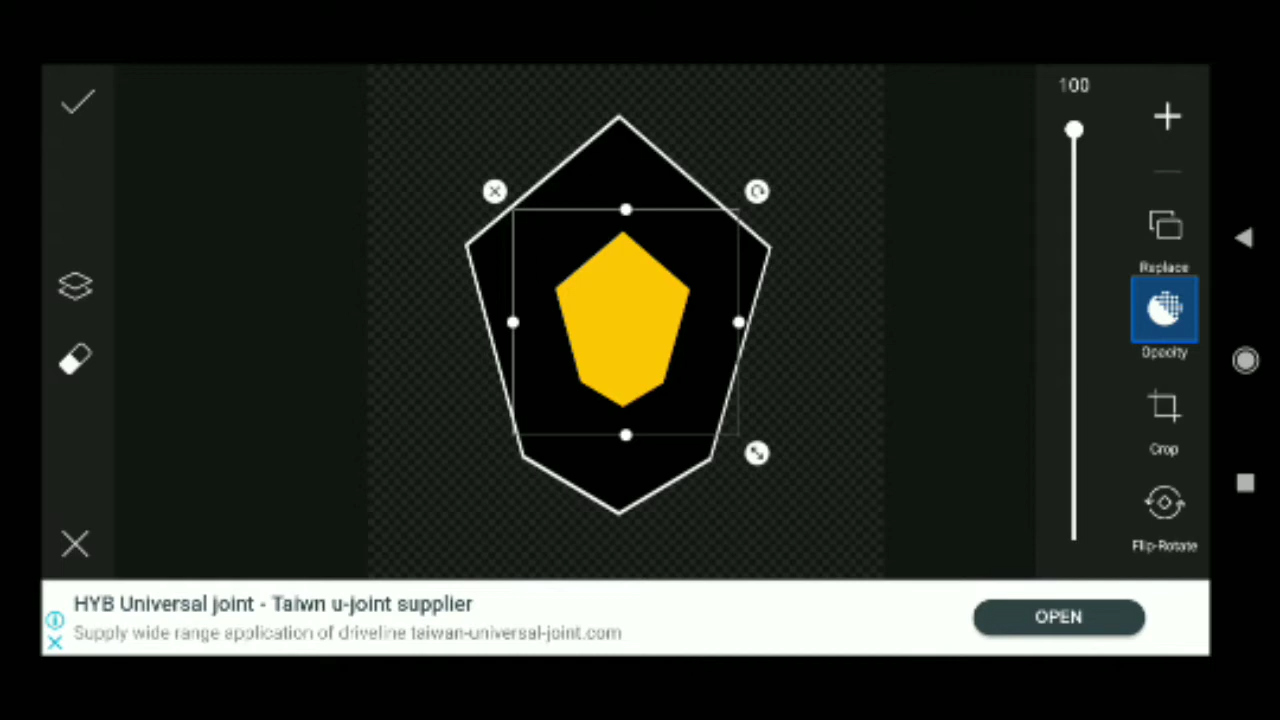 100
Replace
Opacity
Crop
Flip-Rotate
HYB Universal joint - Taiwn u-joint supplier
Supply wide range application of driveline taiwan-universal-joint.com
OPEN